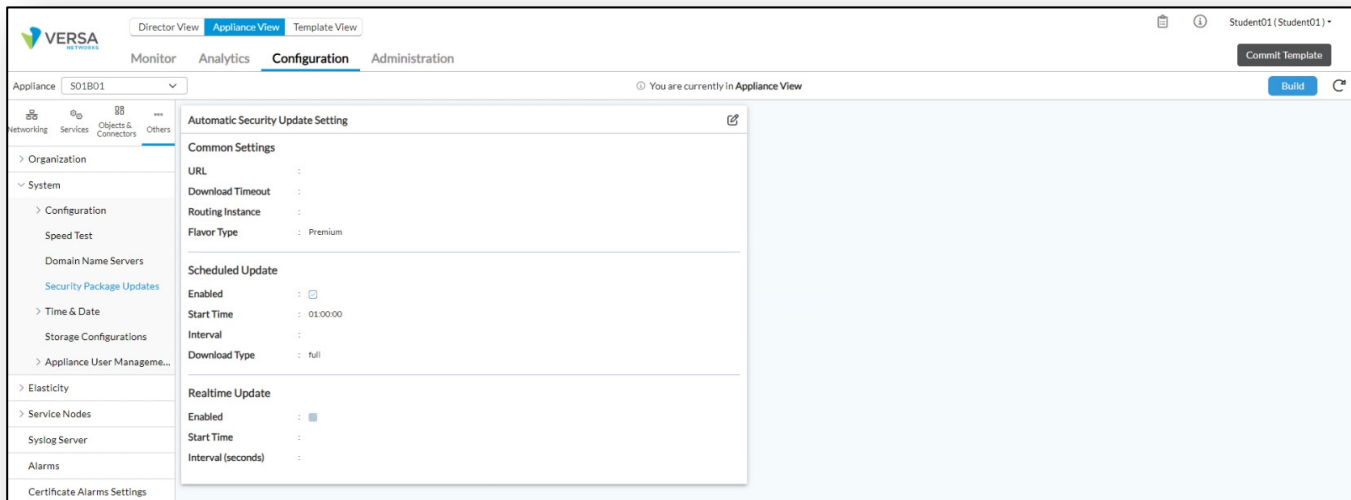 VERSA
NETWORKS
Director View Appliance View Template View
Student01 ( Student01 )
Monitor Analytics Configuration Administration
Commit Template
Appliance S01B01
You are currently in Appliance View
Build
Networking Services Objects & Connectors Others
Organization
System
Configuration
Speed Test
Domain Name Servers
Security Package Updates
Time & Date
Storage Configurations
Appliance User Manageme...
Elasticity
Service Nodes
Syslog Server
Alarms
Certificate Alarms Settings
Automatic Security Update Setting
Common Settings
URL :
Download Timeout :
Routing Instance :
Flavor Type : Premium
Scheduled Update
Enabled :
Start Time : 01:00:00
Interval :
Download Type : full
Realtime Update
Enabled :
Start Time :
Interval (seconds) :